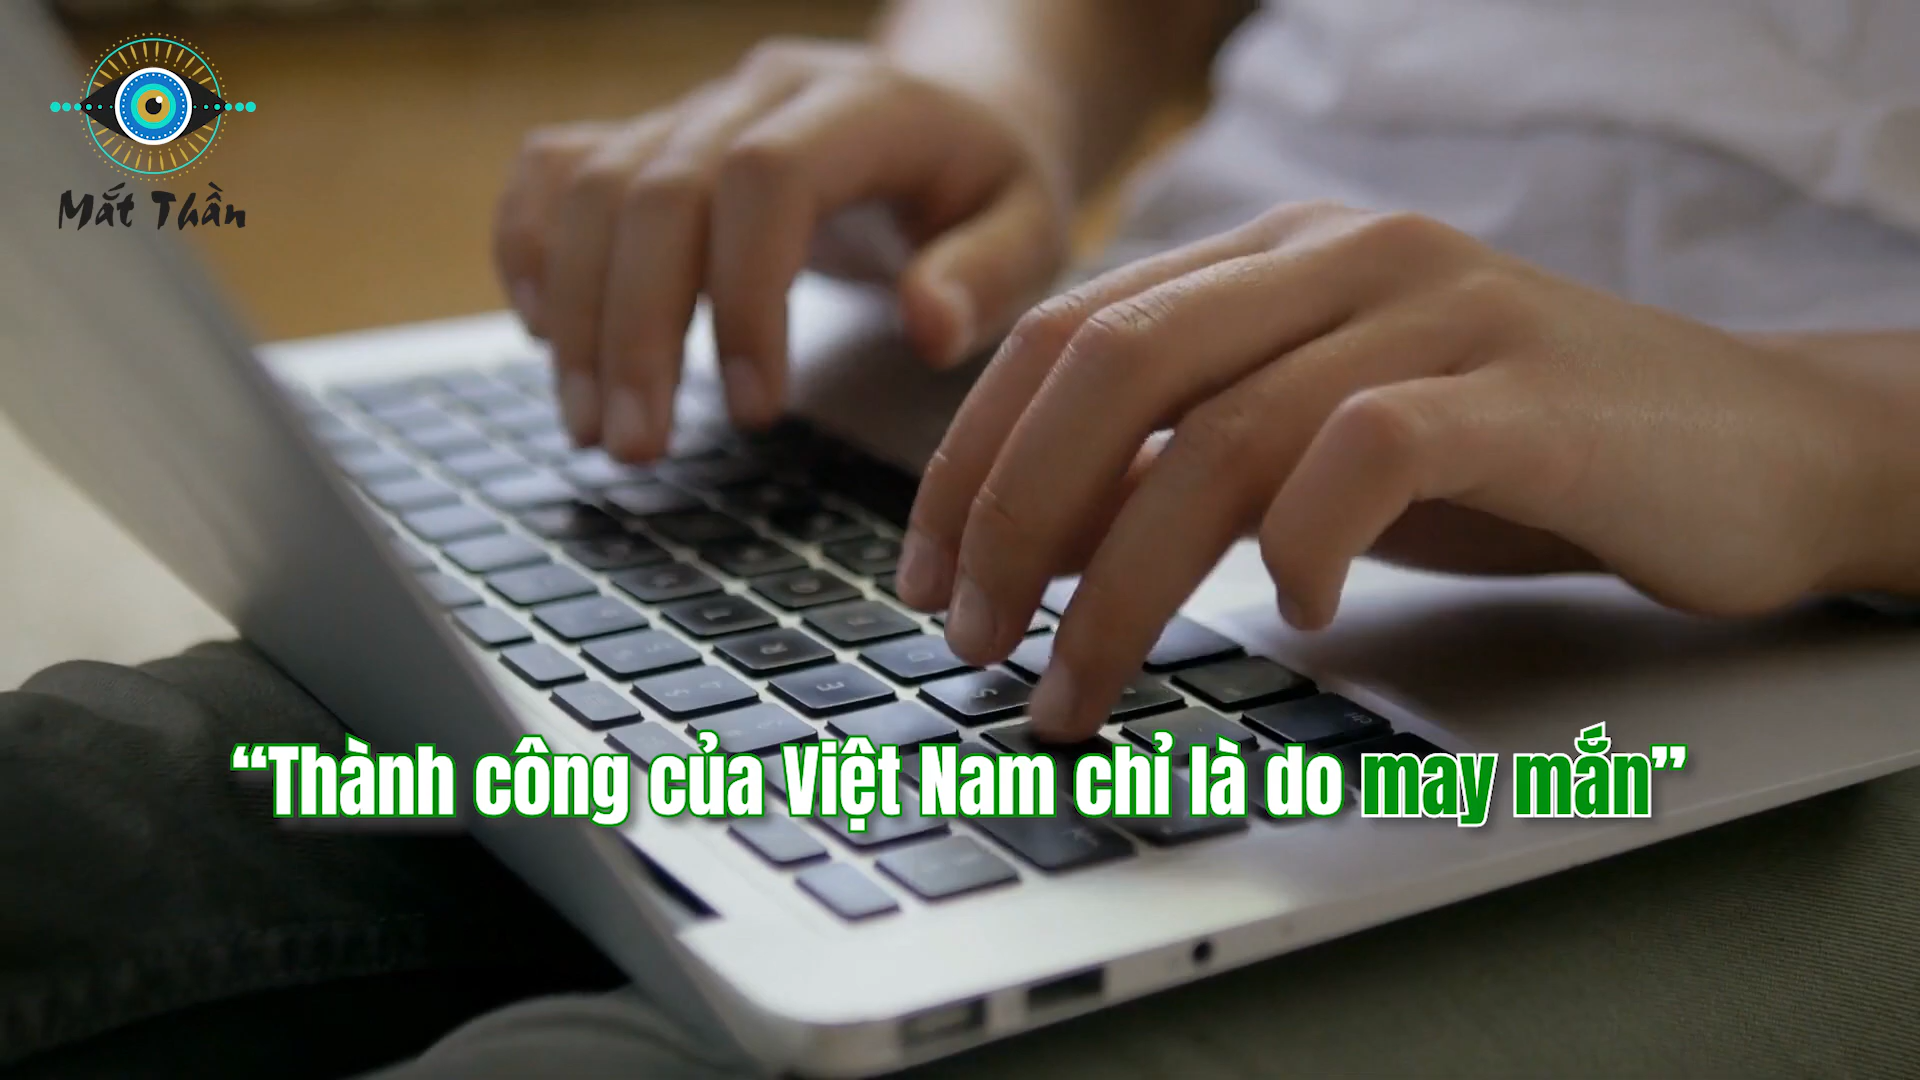 Mắt Thần
“Thành công của Việt Nam chỉ là do may mắn”